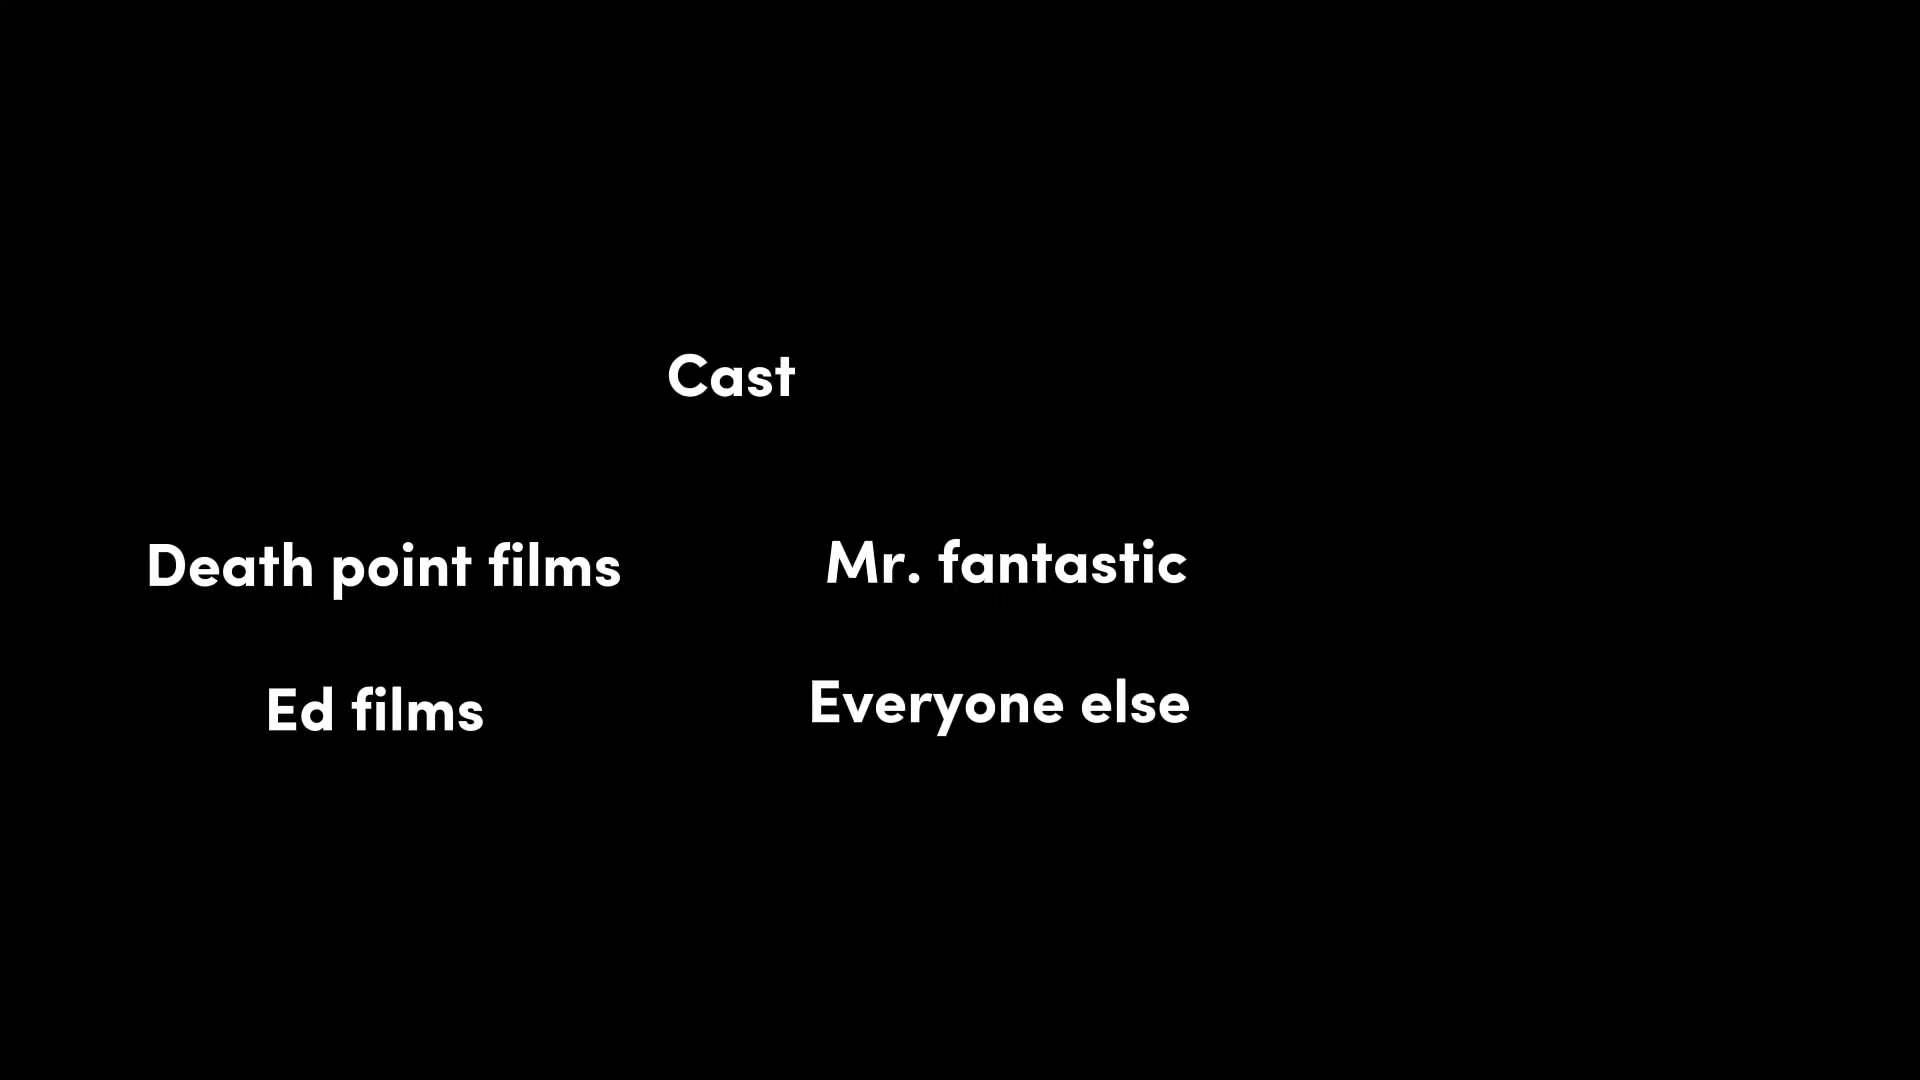 Cast
Death point films
Mr. fantastic
Ed films
Everyone else